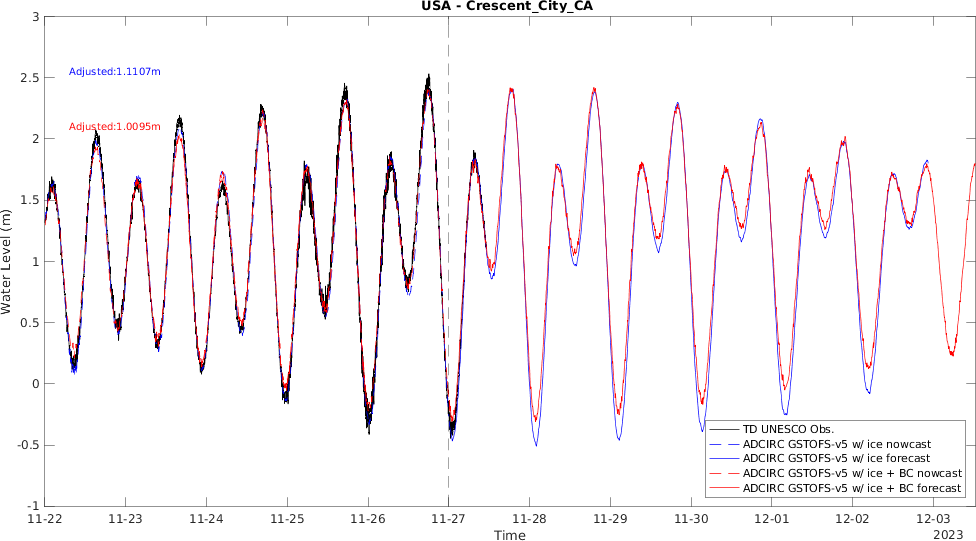 USA - Crescent_City_CA
3
2.5
2
1.5
1
0.5
0
-0.5
-1
Water Level (m)
Adjusted:1.1107m
Adjusted:1.0095m
TD UNESCO Obs.
ADCIRC GSTOFS-v5 w/ ice nowcast
ADCIRC GSTOFS-v5 w/ ice forecast
ADCIRC GSTOFS-v5 w/ ice + BC nowcast
ADCIRC GSTOFS-v5 w/ ice + BC forecast
11-22 11-23 11-24 11-25 11-26 11-27 11-28 11-29 11-30 12-01 12-02 12-03
Time
2023